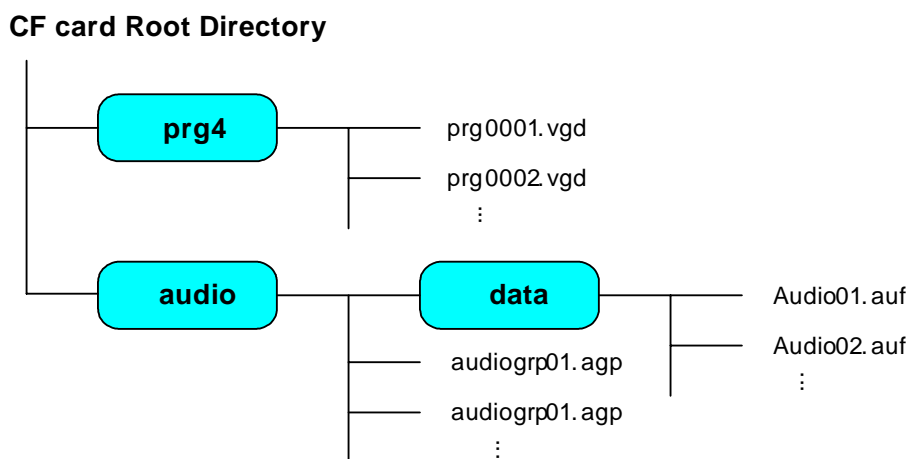 CF card Root Directory
prg4
prg0001.vgd
prg0002.vgd
⋮
audio
data
Audio01.auf
Audio02.auf
⋮
audiogrp01.agp
audiogrp01.agp
⋮